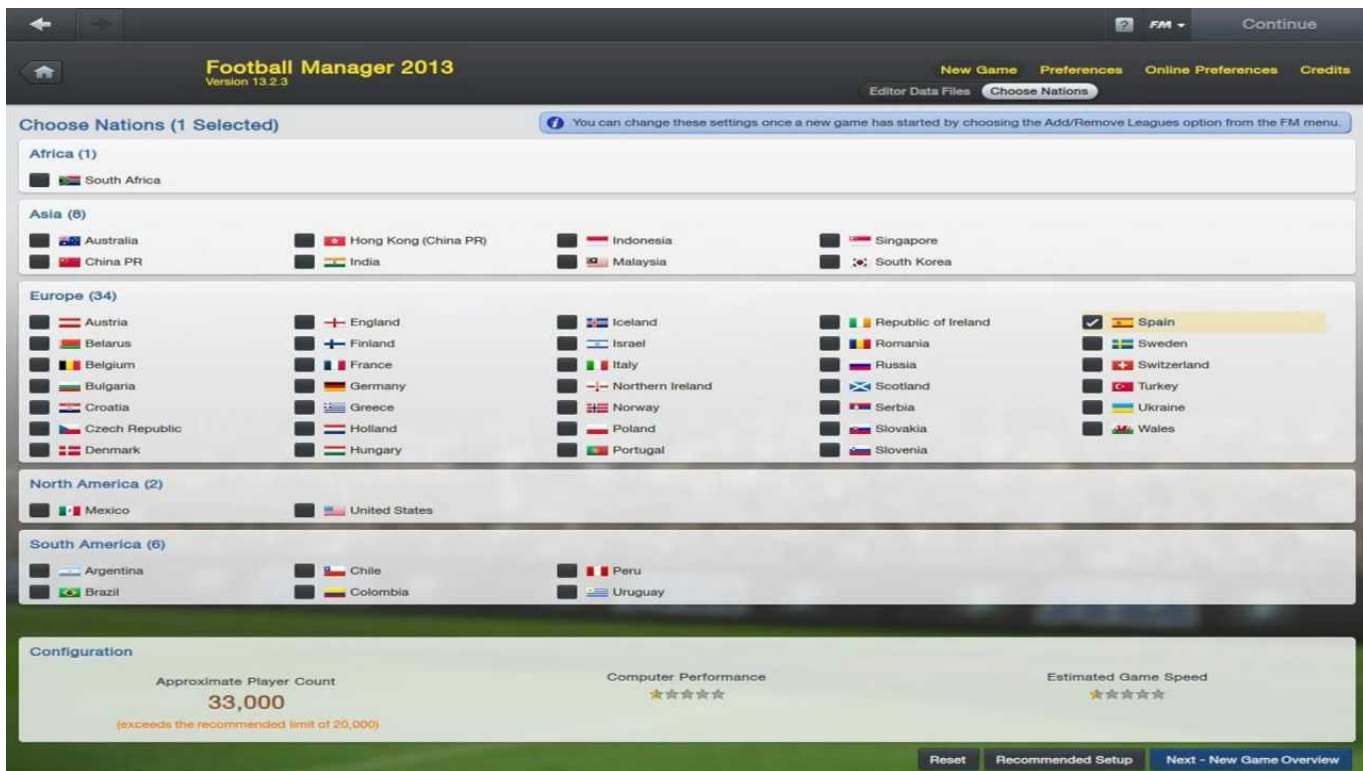 ? FM Continue
Football Manager 2013
Version 13.2.3
New Game Preferences Online Preferences Credits
Editor Data Files Choose Nations
Choose Nations (1 Selected)
You can change these settings once a new game has started by choosing the Add/Remove Leagues option from the FM menu.
Africa (1)
South Africa
Asia (8)
Australia Hong Kong (China PR) Indonesia Singapore
China PR India Malaysia South Korea
Europe (34)
Austria England Iceland Republic of Ireland Spain
Belarus Finland Israel Romania Sweden
Belgium France Italy Russia Switzerland
Bulgaria Germany Northern Ireland Scotland Turkey
Croatia Greece Norway Serbia Ukraine
Czech Republic Holland Poland Slovakia Wales
Denmark Hungary Portugal Slovenia
North America (2)
Mexico United States
South America (6)
Argentina Chile Peru
Brazil Colombia Uruguay
Configuration
Approximate Player Count Computer Performance Estimated Game Speed
33,000
(exceeds the recommended limit of 20,000)
Reset Recommended Setup Next - New Game Overview